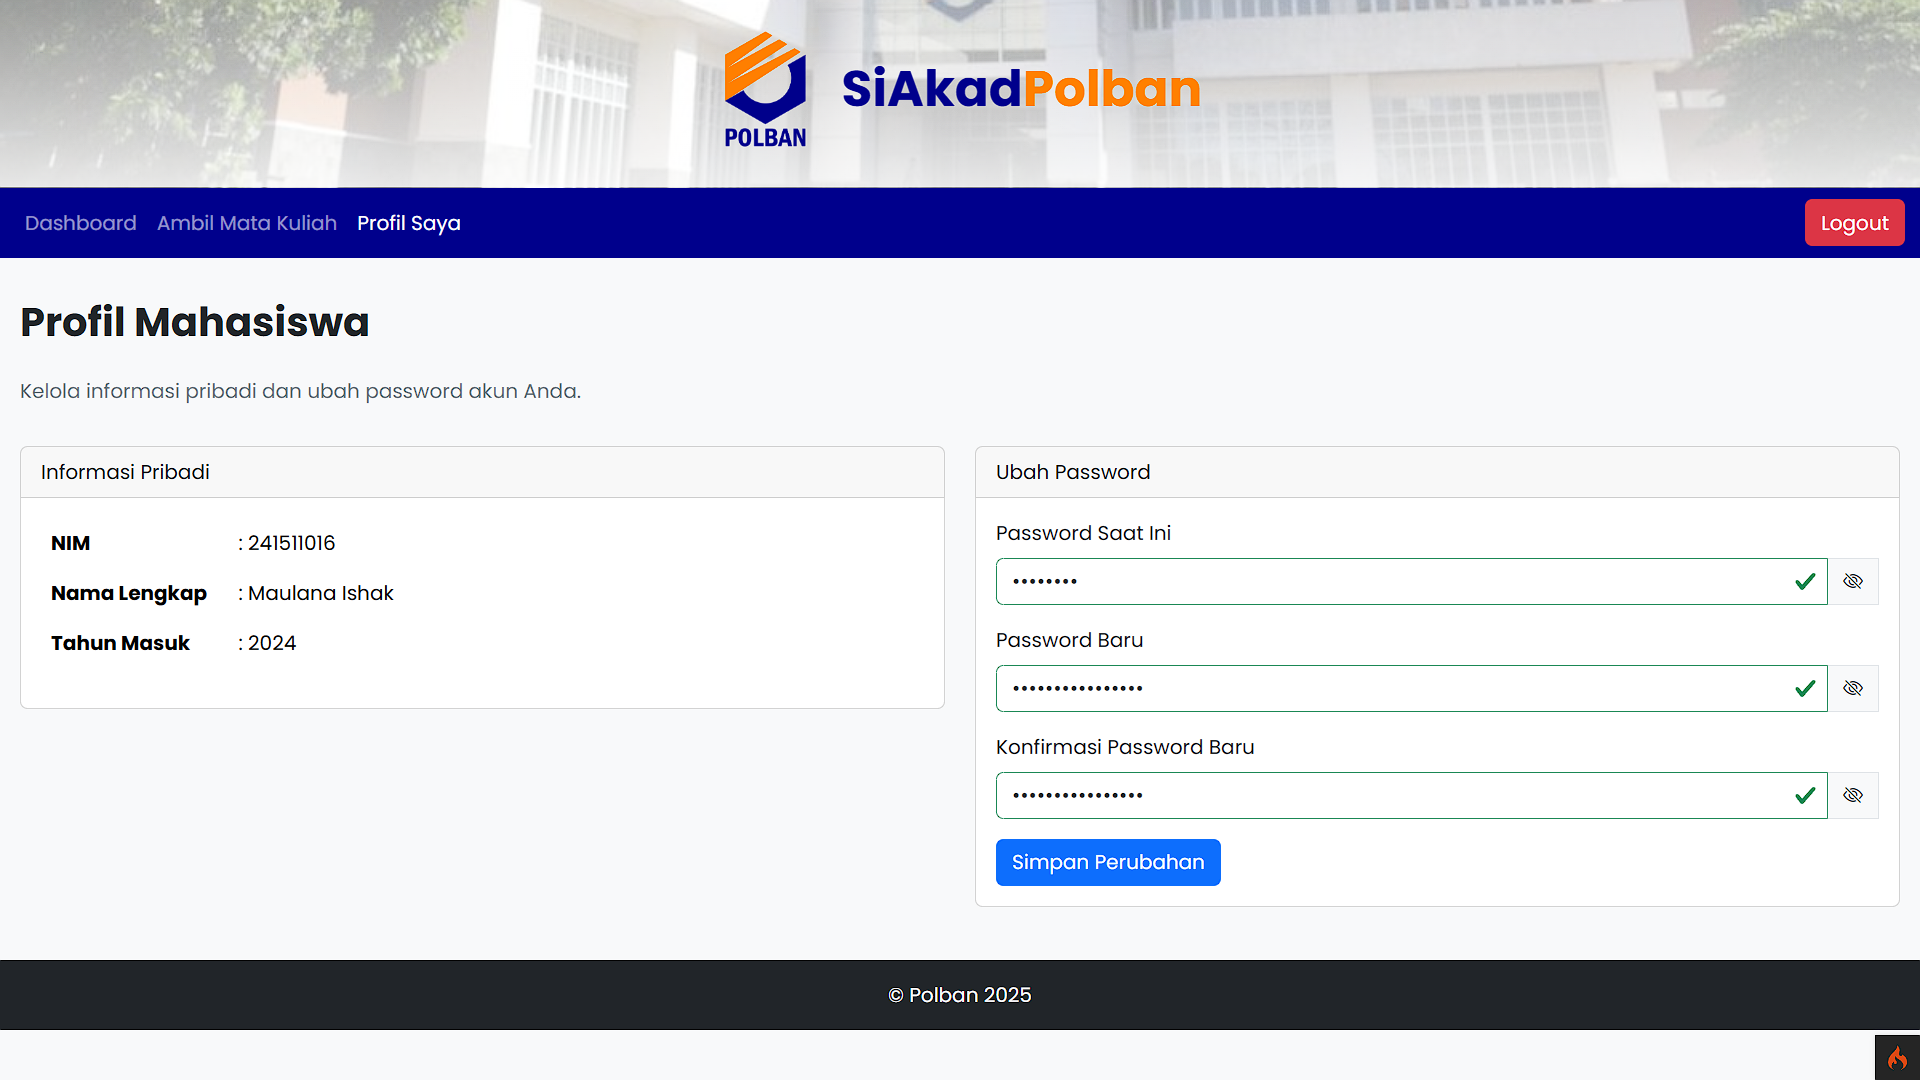 POLBAN
SiAkadPolban
Dashboard Ambil Mata Kuliah Profil Saya Logout
Profil Mahasiswa
Kelola informasi pribadi dan ubah password akun Anda.
Informasi Pribadi
NIM : 241511016
Nama Lengkap : Maulana Ishak
Tahun Masuk : 2024
Ubah Password
Password Saat Ini
••••••••
Password Baru
••••••••••••••••
Konfirmasi Password Baru
••••••••••••••••
Simpan Perubahan
© Polban 2025